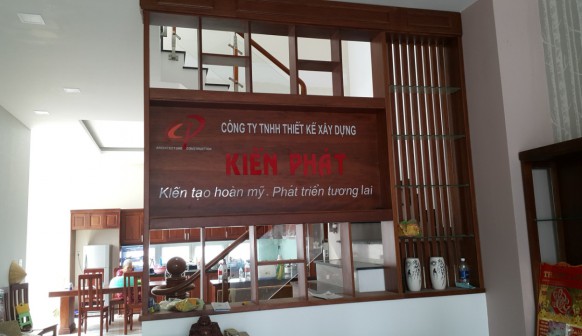 CÔNG TY TNHH THIẾT KẾ XÂY DỰNG
KIẾN PHÁT
Kiến tạo hoàn mỹ. Phát triển tương lai